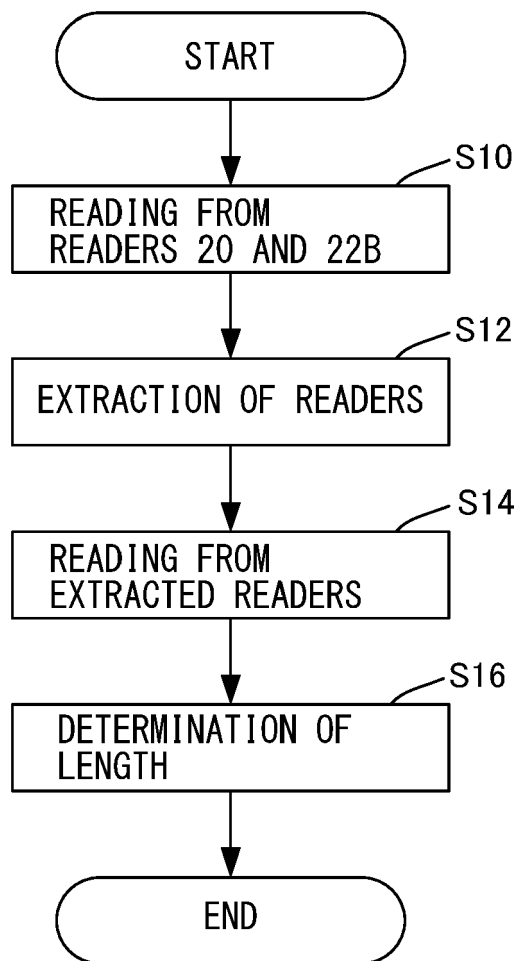 START
S10
READING FROM
READERS 20 AND 22B
S12
EXTRACTION OF READERS
S14
READING FROM
EXTRACTED READERS
S16
DETERMINATION OF
LENGTH
END